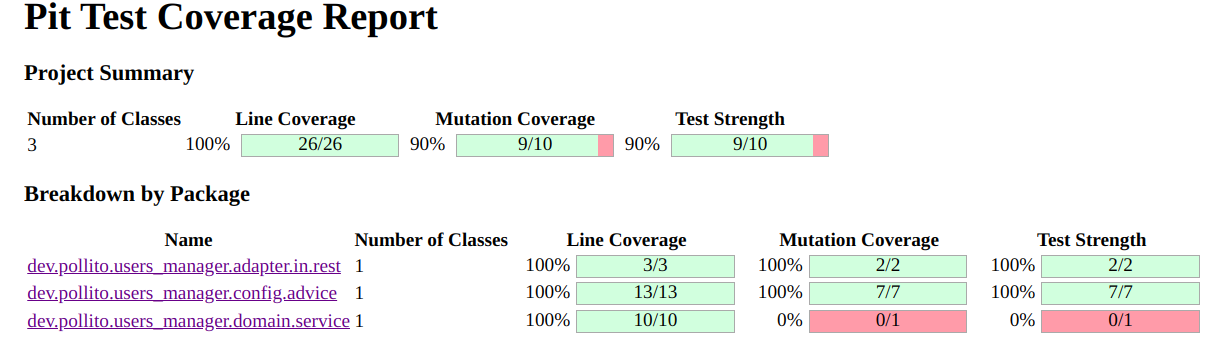 Pit Test Coverage Report
Project Summary
Number of Classes Line Coverage Mutation Coverage Test Strength
3 100% 26/26 90% 9/10 90% 9/10
Breakdown by Package
Name Number of Classes Line Coverage Mutation Coverage Test Strength
dev.pollito.users_manager.adapter.in.rest 1 100% 3/3 100% 2/2 100% 2/2
dev.pollito.users_manager.config.advice 1 100% 13/13 100% 7/7 100% 7/7
dev.pollito.users_manager.domain.service 1 100% 10/10 0% 0/1 0% 0/1